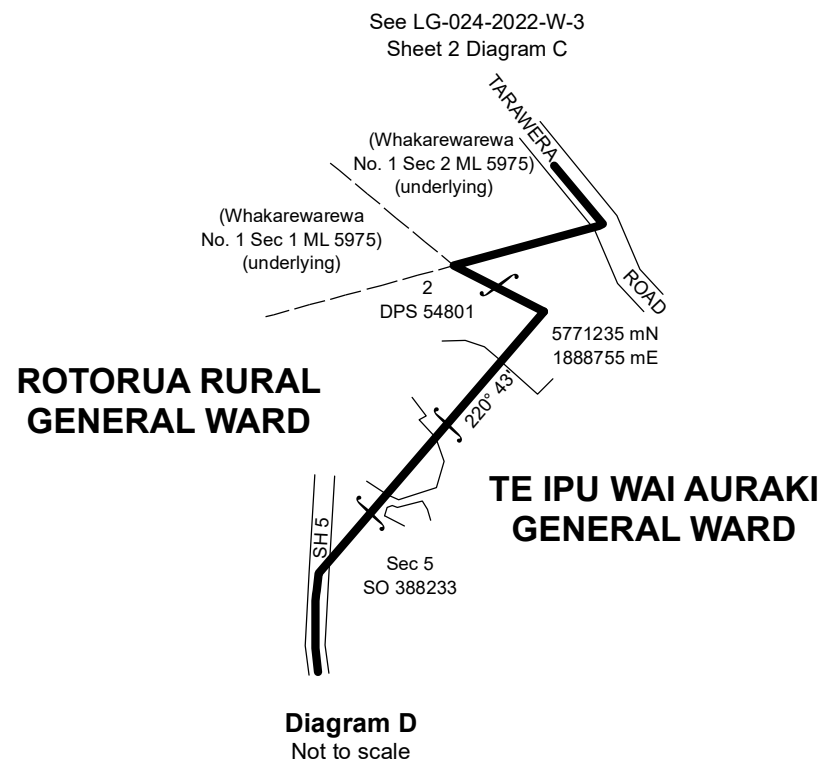 See LG-024-2022-W-3
Sheet 2 Diagram C
TARAWERA
(Whakarewarewa
No. 1 Sec 2 ML 5975)
(underlying)
(Whakarewarewa
No. 1 Sec 1 ML 5975)
(underlying)
ROAD
2
DPS 54801
5771235 mN
1888755 mE
ROTORUA RURAL
GENERAL WARD
220° 43'
TE IPU WAI AURAKI
GENERAL WARD
SH 5
Sec 5
SO 388233
Diagram D
Not to scale